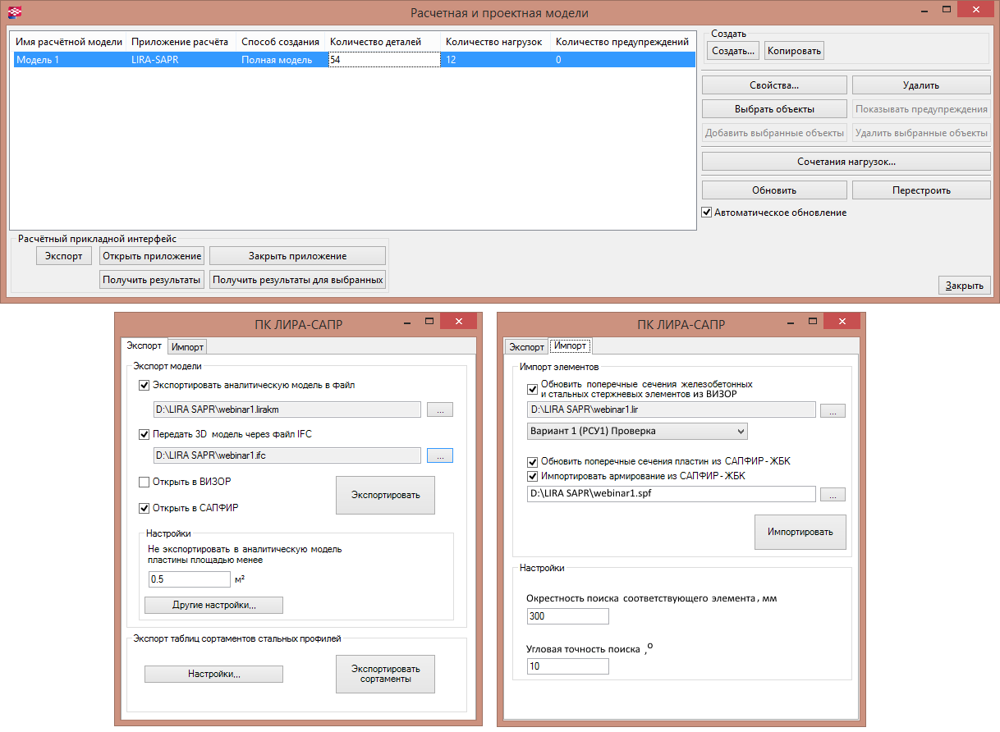 Расчетная и проектная модели
Имя расчётной модели Приложение расчёта Способ создания Количество деталей Количество нагрузок Количество предупреждений
Модель 1 LIRA-SAPR Полная модель 54 12 0
Создать
Создать... Копировать
Свойства... Удалить
Выбрать объекты Показывать предупреждения
Добавить выбранные объекты Удалить выбранные объекты
Сочетания нагрузок...
Обновить Перестроить
Автоматическое обновление
Расчётный прикладной интерфейс
Экспорт Открыть приложение Закрыть приложение
Получить результаты Получить результаты для выбранных
Закрыть
ПК ЛИРА-САПР
Экспорт Импорт
Экспорт модели
Экспортировать аналитическую модель в файл
D:\LIRA SAPR\webinar1.lirakm ...
Передать 3D модель через файл IFC
D:\LIRA SAPR\webinar1.ifc ...
Открыть в ВИЗОР
Экспортировать
Открыть в САПФИР
Настройки
Не экспортировать в аналитическую модель
пластины площадью менее
0.5 м²
Другие настройки...
Экспорт таблиц сортаментов стальных профилей
Настройки...
Экспортировать
сортаменты
ПК ЛИРА-САПР
Экспорт Импорт
Импорт элементов
Обновить поперечные сечения железобетонных
и стальных стержневых элементов из ВИЗОР
D:\LIRA SAPR\webinar1.lir ...
Вариант 1 (РСУ1) Проверка
Обновить поперечные сечения пластин из САПФИР-ЖБК
Импортировать армирование из САПФИР-ЖБК
D:\LIRA SAPR\webinar1.spf ...
Импортировать
Настройки
Окрестность поиска соответствующего элемента, мм
300
Угловая точность поиска ,º
10